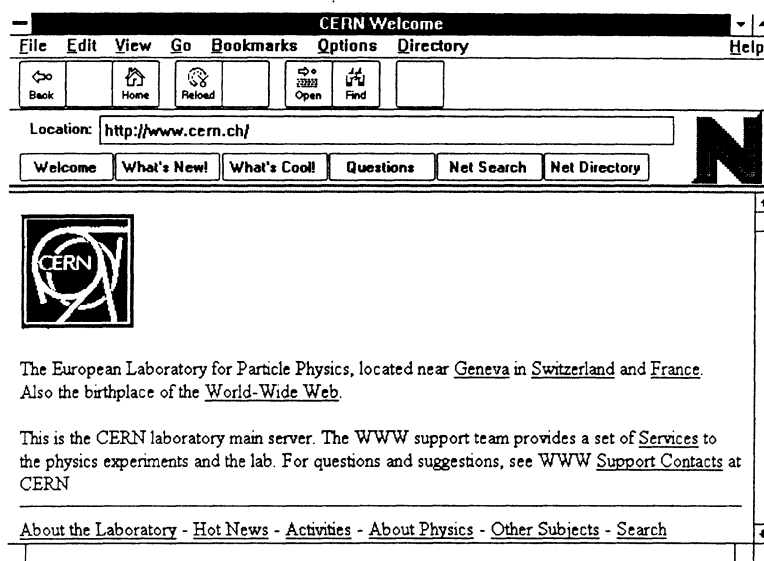 CERN Welcome
File Edit View Go Bookmarks Options Directory Help
Back Home Reload Open Find
Location: http://www.cern.ch/
Welcome What's New! What's Cool! Questions Net Search Net Directory
N
CERN
The European Laboratory for Particle Physics, located near Geneva in Switzerland and France.
Also the birthplace of the World-Wide Web.
This is the CERN laboratory main server. The WWW support team provides a set of Services to
the physics experiments and the lab. For questions and suggestions, see WWW Support Contacts at
CERN
About the Laboratory - Hot News - Activities - About Physics - Other Subjects - Search